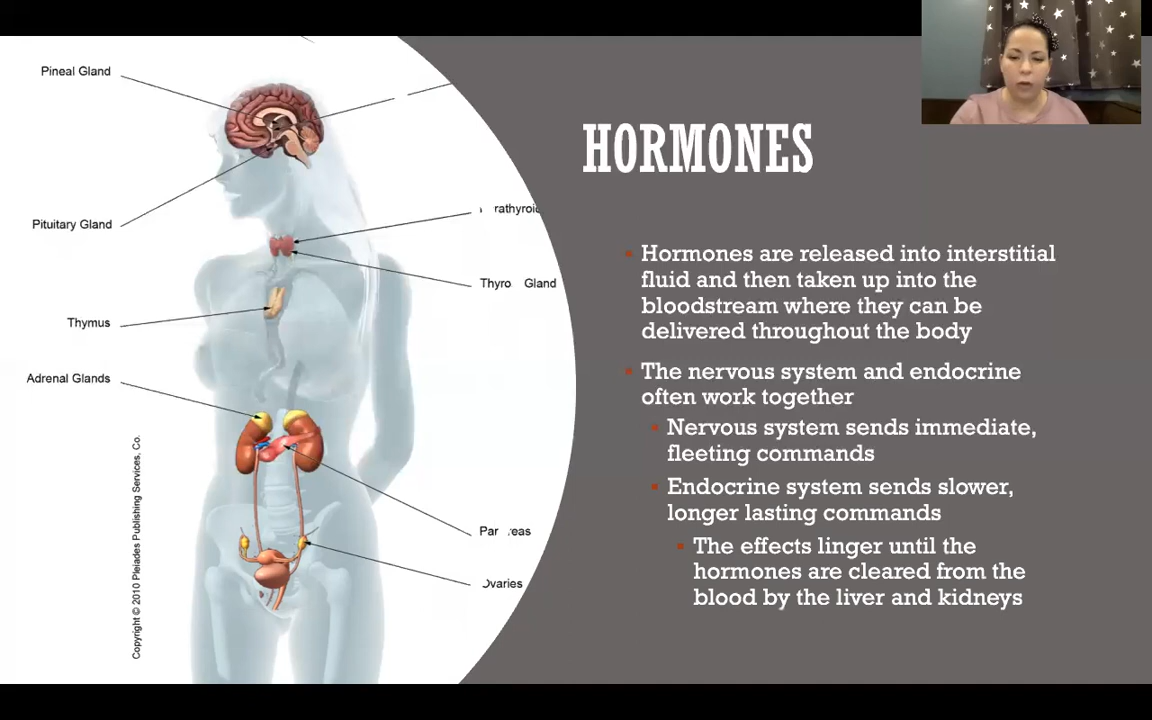 Pineal Gland
Pituitary Gland
Thymus
Adrenal Glands
Copyright © 2010 Pleiades Publishing Services, Co.
rathyroid
Thyro Gland
eas
Ovaries
HORMONES
Hormones are released into interstitial
fluid and then taken up into the
bloodstream where they can be
delivered throughout the body
The nervous system and endocrine
often work together
Nervous system sends immediate,
fleeting commands
Endocrine system sends slower,
longer lasting commands
The effects linger until the
hormones are cleared from the
blood by the liver and kidneys